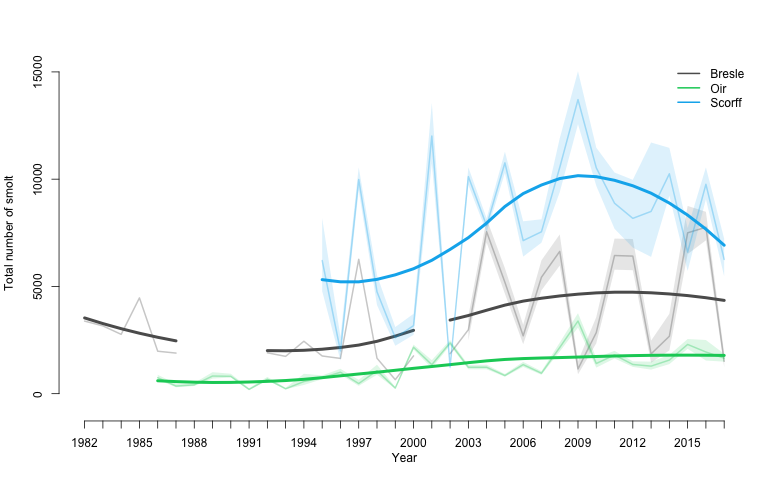 Total number of smolt
15000
10000
5000
0
Bresle
Oir
Scorff
1982 1985 1988 1991 1994 1997 2000 2003 2006 2009 2012 2015
Year